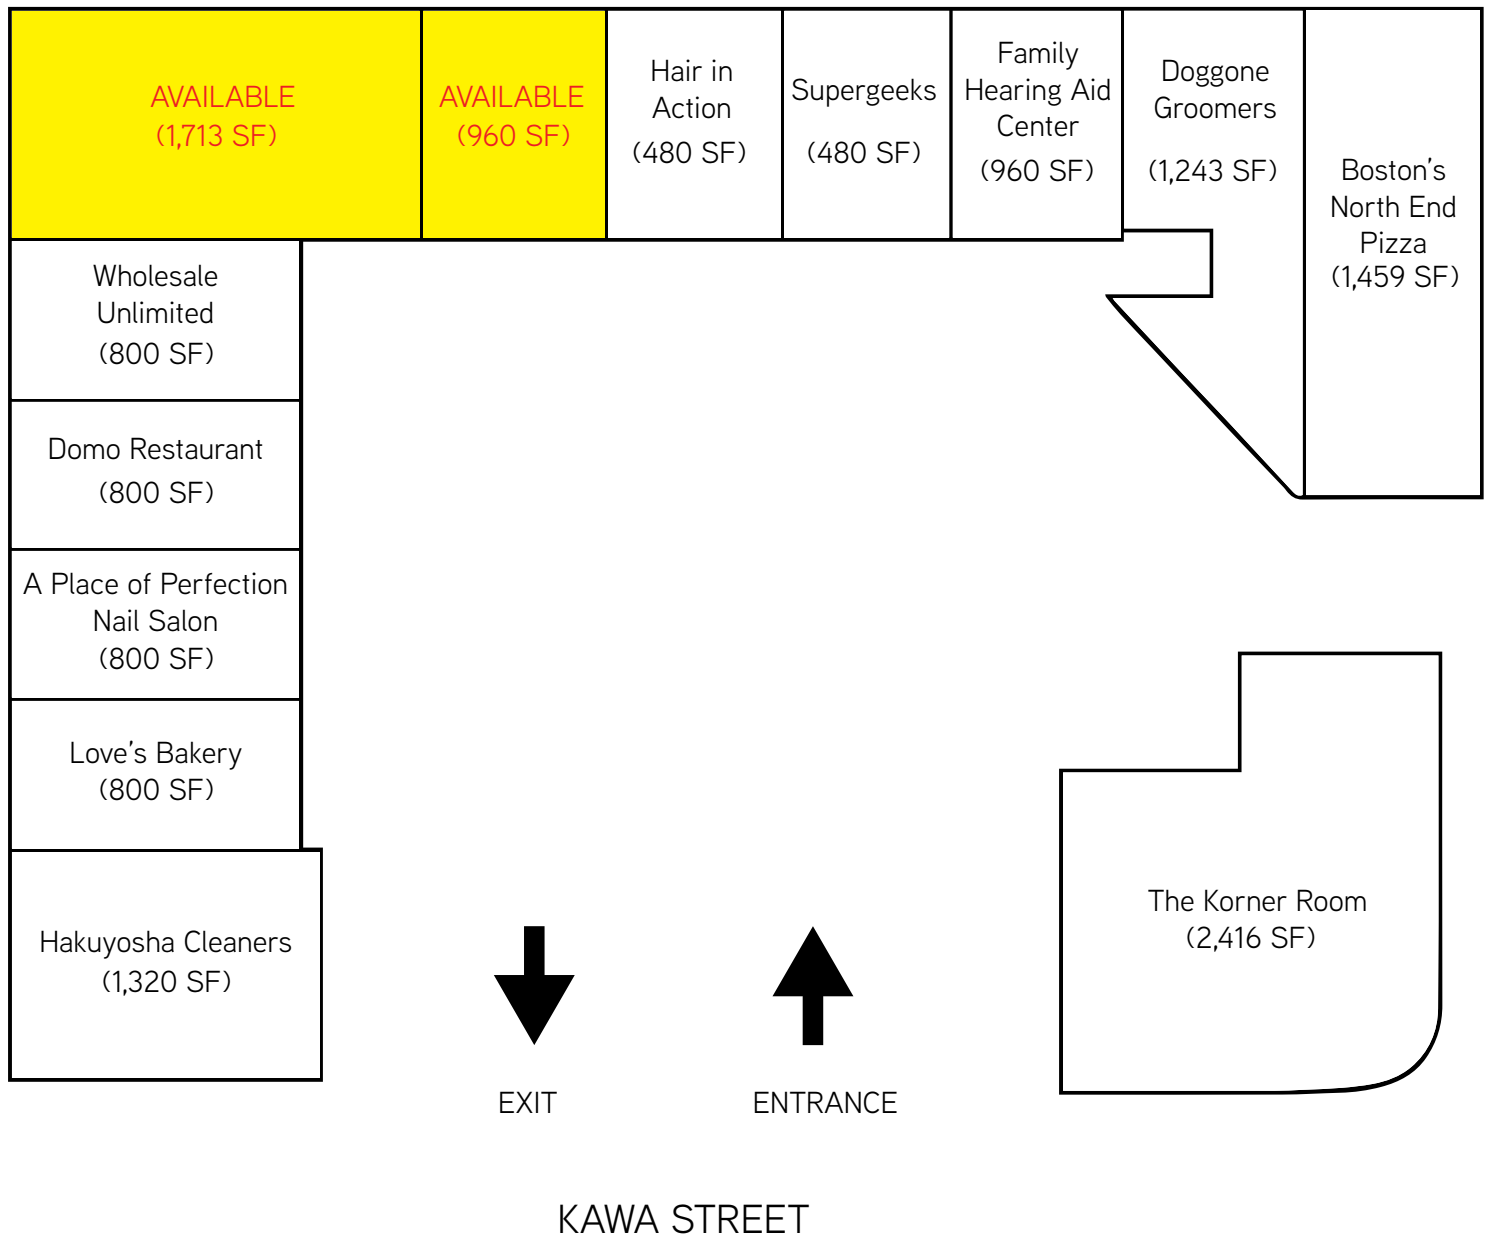 AVAILABLE
(1,713 SF)
AVAILABLE
(960 SF)
Hair in
Action
(480 SF)
Supergeeks
(480 SF)
Family
Hearing Aid
Center
(960 SF)
Doggone
Groomers
(1,243 SF)
Boston's
North End
Pizza
(1,459 SF)
Wholesale
Unlimited
(800 SF)
Domo Restaurant
(800 SF)
A Place of Perfection
Nail Salon
(800 SF)
Love's Bakery
(800 SF)
Hakuyosha Cleaners
(1,320 SF)
The Korner Room
(2,416 SF)
EXIT
ENTRANCE
KAWA STREET